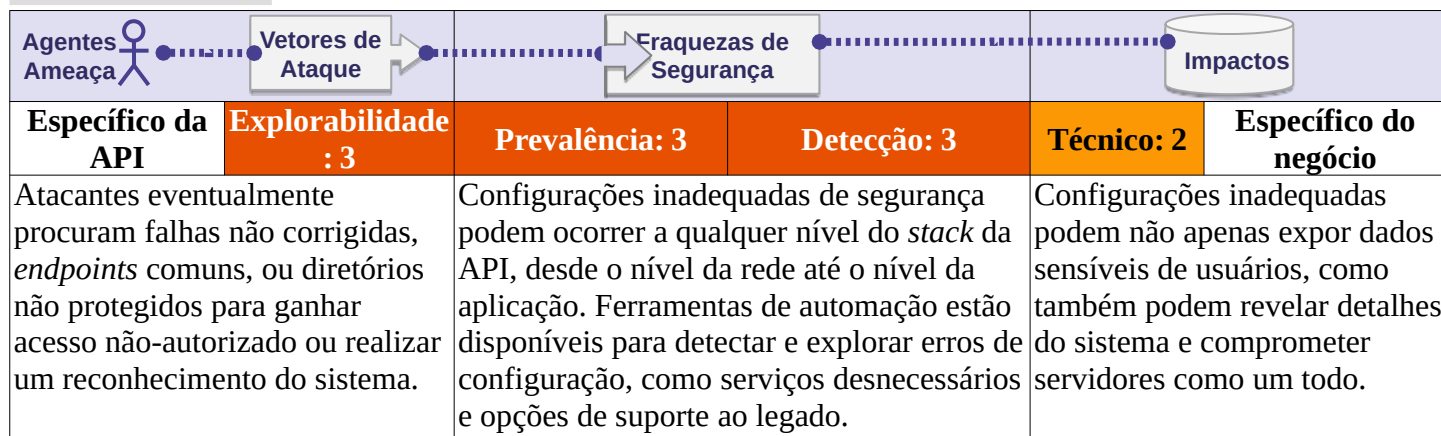 Agentes
Ameaça
Vetores de
Ataque
Fraquezas de
Segurança
Impactos
Específico da
API
Explorabilidade
: 3
Prevalência: 3
Detecção: 3
Técnico: 2
Específico do
negócio
Atacantes eventualmente
procuram falhas não corrigidas,
endpoints comuns, ou diretórios
não protegidos para ganhar
acesso não-autorizado ou realizar
um reconhecimento do sistema.
Configurações inadequadas de segurança
podem ocorrer a qualquer nível do stack da
API, desde o nível da rede até o nível da
aplicação. Ferramentas de automação estão
disponíveis para detectar e explorar erros de
configuração, como serviços desnecessários
e opções de suporte ao legado.
Configurações inadequadas
podem não apenas expor dados
sensíveis de usuários, como
também podem revelar detalhes
do sistema e comprometer
servidores como um todo.